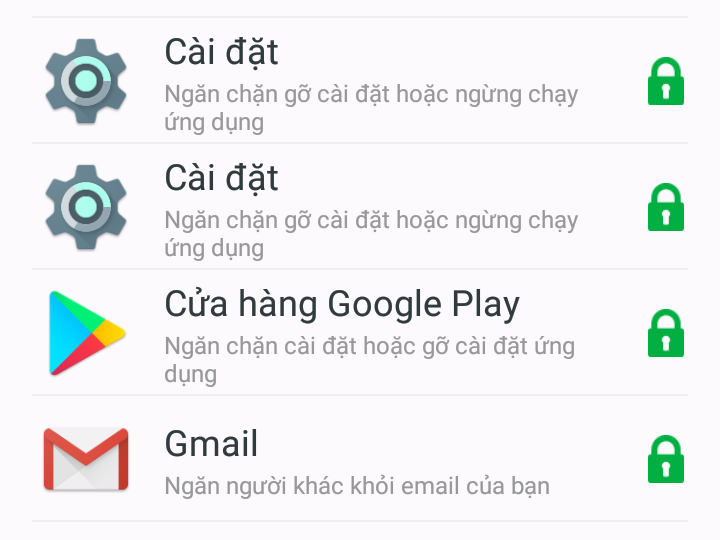 Cài đặt
Ngăn chặn gỡ cài đặt hoặc ngừng chạy
ứng dụng
Cài đặt
Ngăn chặn gỡ cài đặt hoặc ngừng chạy
ứng dụng
Cửa hàng Google Play
Ngăn chặn cài đặt hoặc gỡ cài đặt ứng
dụng
Gmail
Ngăn người khác khỏi email của bạn